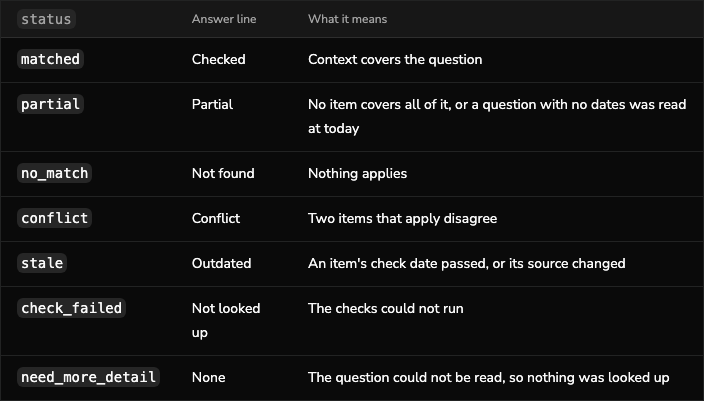 status Answer line What it means
matched Checked Context covers the question
partial Partial No item covers all of it, or a question with no dates was read
at today
no_match Not found Nothing applies
conflict Conflict Two items that apply disagree
stale Outdated An item's check date passed, or its source changed
check_failed Not looked The checks could not run
up
need_more_detail None The question could not be read, so nothing was looked up